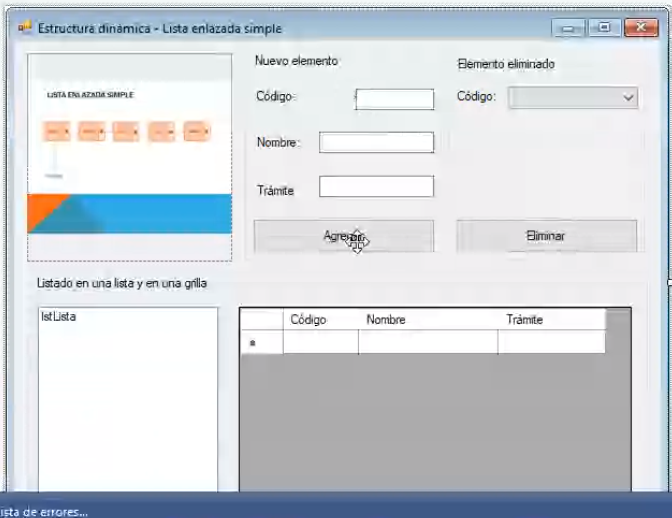 Estructura dinámica - Lista enlazada simple
LISTA ENLAZADA SIMPLE
Nuevo elemento
Código:
Nombre:
Trámite
Agregar
Elemento eliminado
Código:
Eliminar
Listado en una lista y en una grilla
lstLista
Código Nombre Trámite
ista de errores...